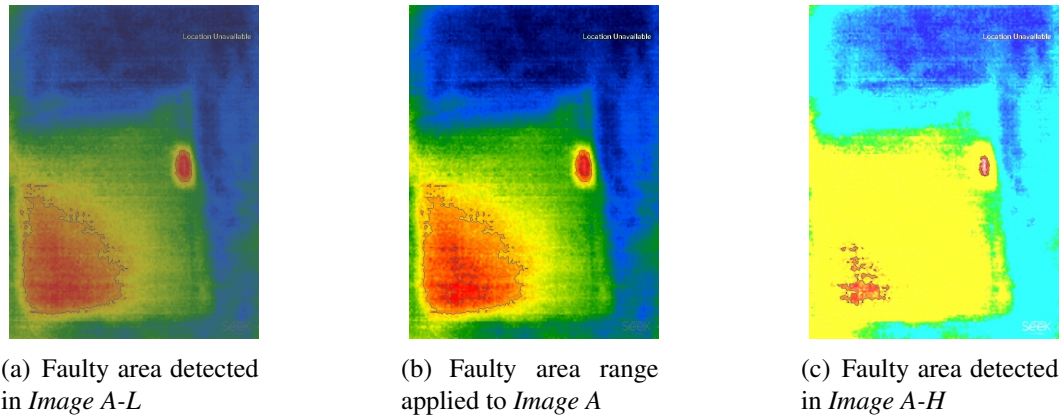 Location Unavailable
Location Unavailable
Location Unavailable
seek
seek
seek
(a) Faulty area detected
in Image A-L
(b) Faulty area range
applied to Image A
(c) Faulty area detected
in Image A-H